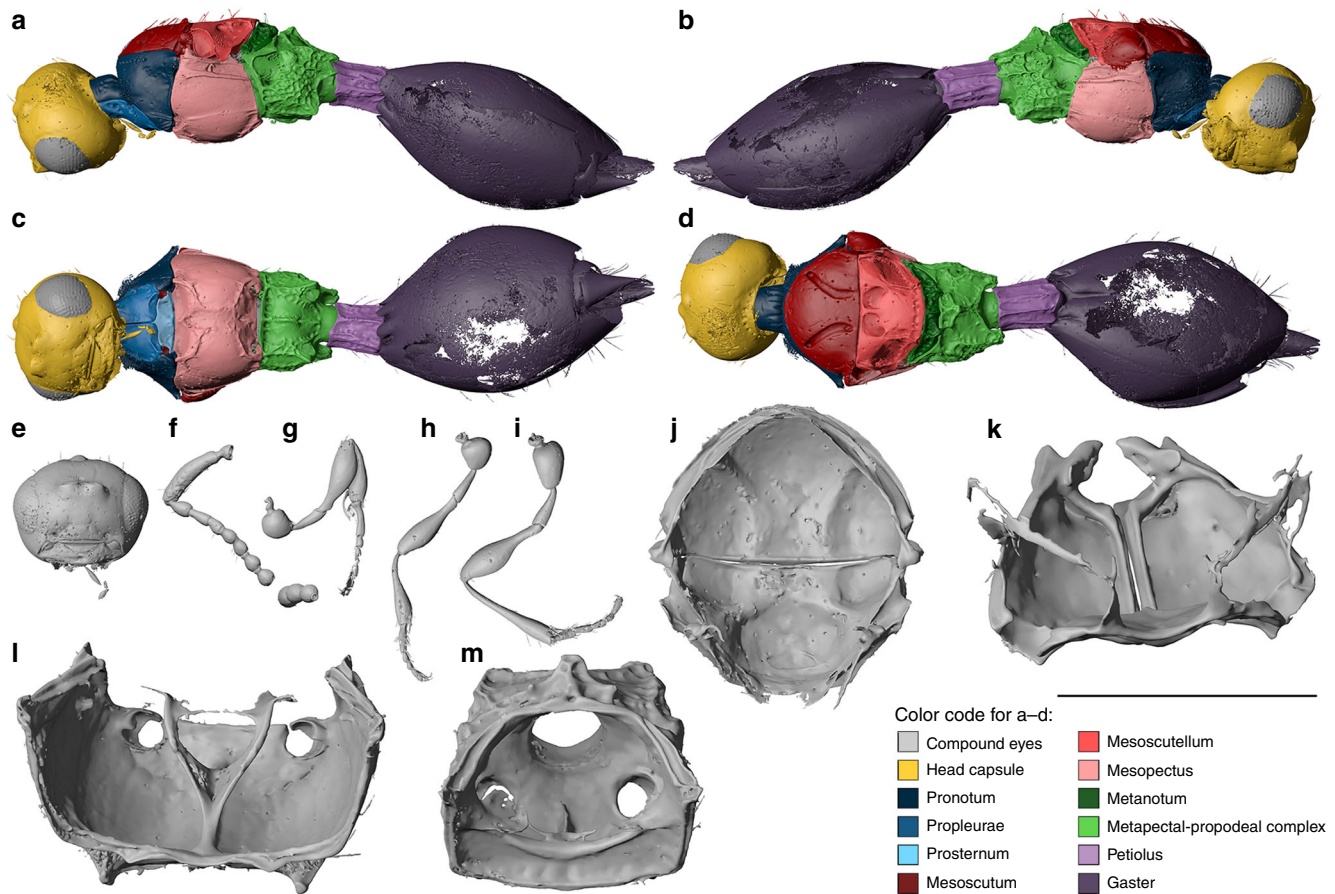 a
b
c
d
e
f
g
h
i
j
k
l
m
Color code for a–d:
Compound eyes
Head capsule
Pronotum
Propleurae
Prosternum
Mesoscutum
Mesoscutellum
Mesopectus
Metanotum
Metapectal-propodeal complex
Petiolus
Gaster